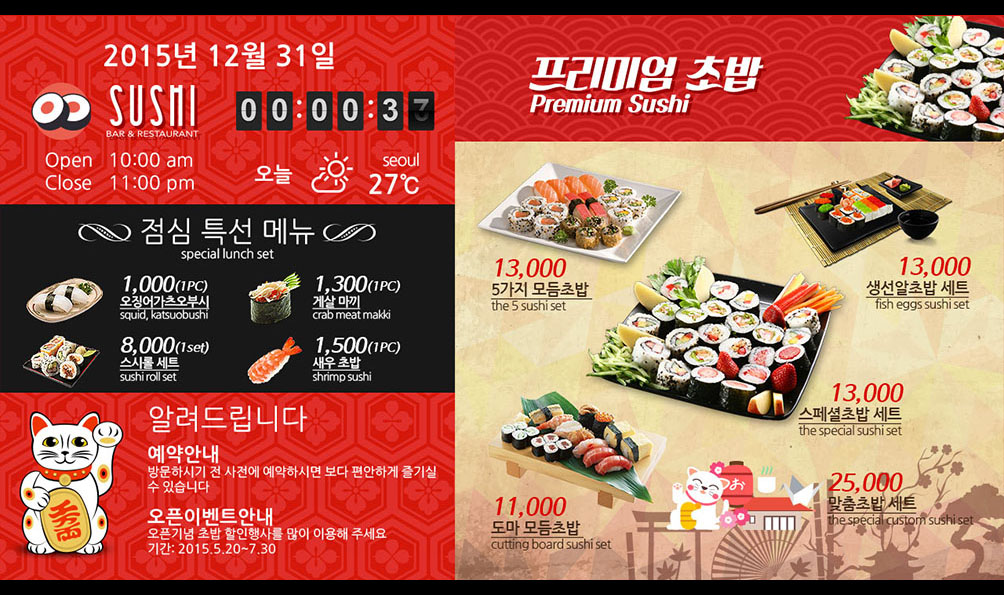 2015년 12월 31일
SUSHI
BAR & RESTAURANT
00:00:3
Open 10:00 am
Close 11:00 pm
오늘
seoul
27℃
점심 특선 메뉴
special lunch set
1,000(1PC)
오징어가츠오부시
squid, katsuobushi
1,300(1PC)
게살 마끼
crab meat makki
8,000(1set)
스시롤 세트
sushi roll set
1,500(1PC)
새우 초밥
shrimp sushi
알려드립니다
예약안내
방문하시기 전 사전에 예약하시면 보다 편안하게 즐기실
수 있습니다
오픈이벤트안내
오픈기념 초밥 할인행사를 많이 이용해 주세요
기간: 2015.5.20~7.30
프리미엄 초밥
Premium Sushi
13,000
5가지 모듬초밥
the 5 sushi set
13,000
생선알초밥 세트
fish eggs sushi set
13,000
스페셜초밥 세트
the special sushi set
11,000
도마 모듬초밥
cutting board sushi set
25,000
맞춤초밥 세트
the special custom sushi set